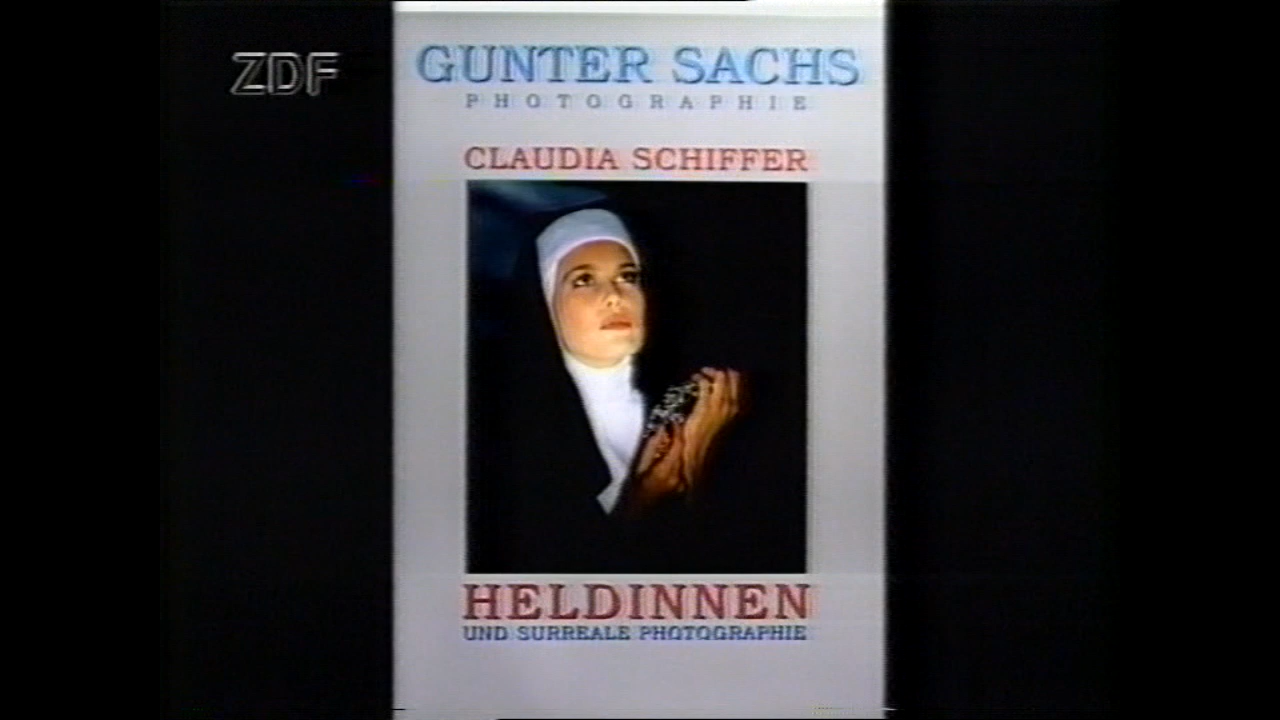 ZDF
GUNTER SACHS
PHOTOGRAPHIE
CLAUDIA SCHIFFER
HELDINNEN
UND SURREALE PHOTOGRAPHIE